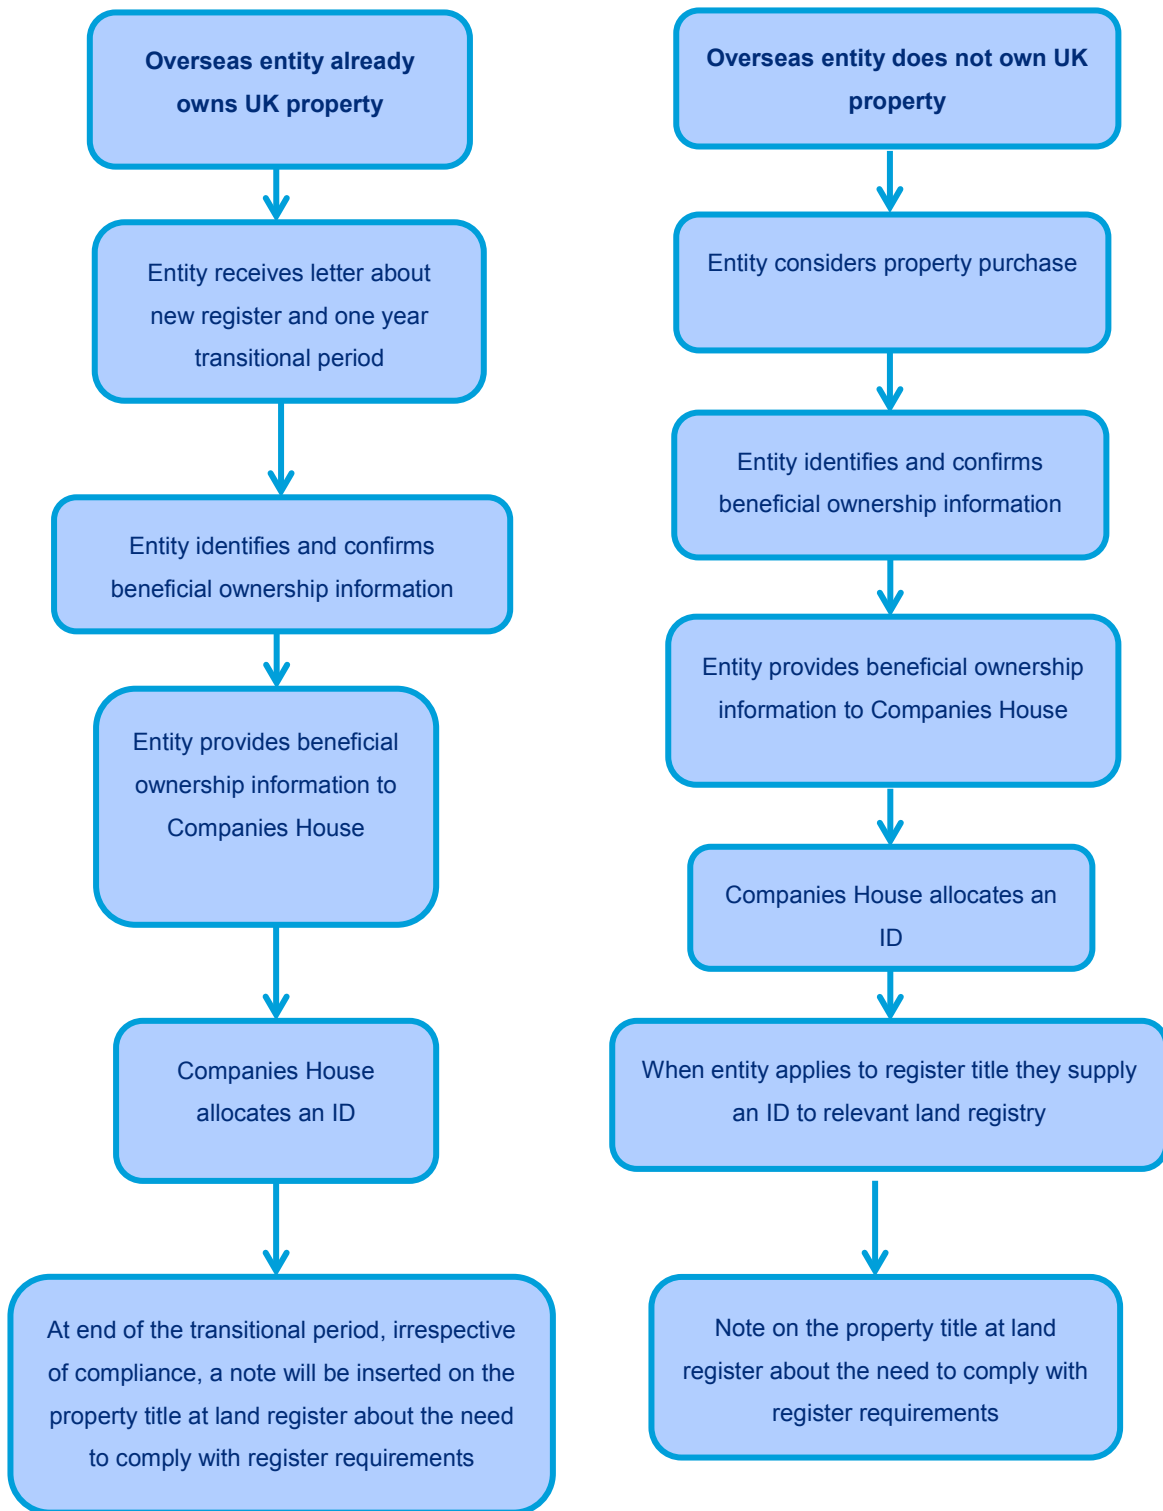 Overseas entity already
owns UK property
Entity receives letter about
new register and one year
transitional period
Entity identifies and confirms
beneficial ownership information
Entity provides beneficial
ownership information to
Companies House
Companies House
allocates an ID
At end of the transitional period, irrespective
of compliance, a note will be inserted on the
property title at land register about the need
to comply with register requirements
Overseas entity does not own UK
property
Entity considers property purchase
Entity identifies and confirms
beneficial ownership information
Entity provides beneficial ownership
information to Companies House
Companies House allocates an
ID
When entity applies to register title they supply
an ID to relevant land registry
Note on the property title at land
register about the need to comply with
register requirements